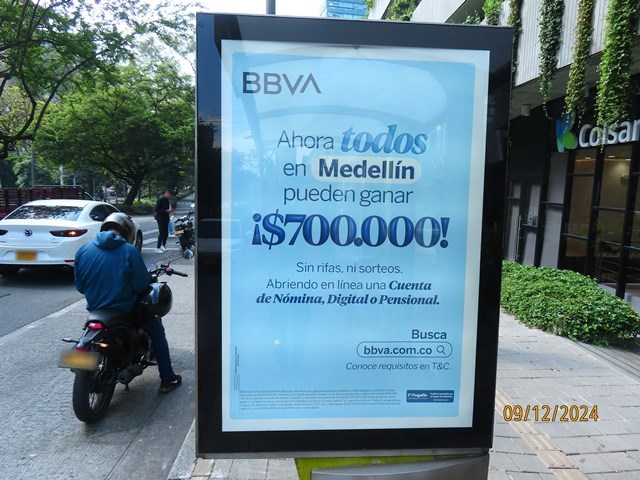 BBVA
Ahora todos
en Medellín
pueden ganar
¡$700.000!
Sin rifas, ni sorteos.
Abriendo en línea una Cuenta
de Nómina, Digital o Pensional.
Busca
bbva.com.co
Conoce requisitos en T&C.
09/12/2024